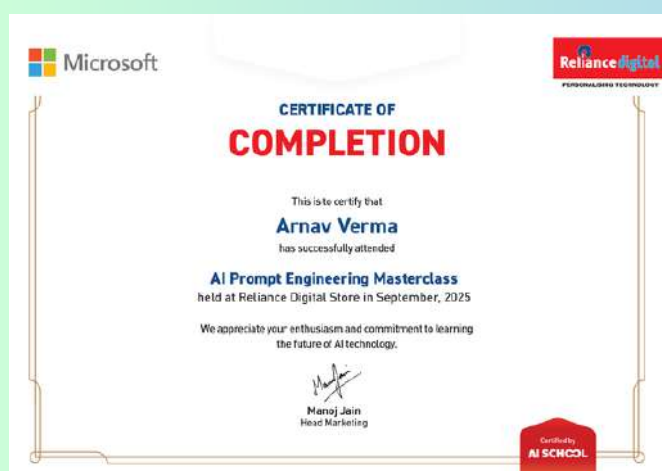 Microsoft
Reliance digital
PERSONALISING TECHNOLOGY
CERTIFICATE OF
COMPLETION
This is to certify that
Arnav Verma
has successfully attended
AI Prompt Engineering Masterclass
held at Reliance Digital Store in September, 2025
We appreciate your enthusiasm and commitment to learning
the future of AI technology.
Manoj Jain
Manoj Jain
Head Marketing
Certified by
AI SCHOOL